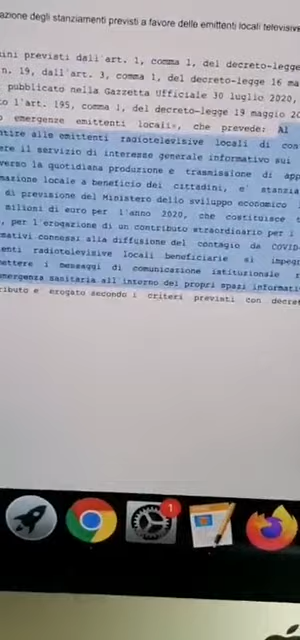 azione degli stanziamenti previsti a favore delle emittenti locali televisive
ini previsti dall'art. 1, comma 1, del decreto-legge
n. 19, dall'art. 3, comma 1, del decreto-legge 16 ma
pubblicato nella Gazzetta Ufficiale 30 luglio 2020,
to l'art. 195, comma 1, del decreto-legge 19 maggio 20
o emergenze emittenti locali», che prevede: Al
ntire alle emittenti radiotelevisive locali di con
ere il servizio di interesse generale informativo sui
verso la quotidiana produzione e trasmissione di app
mazione locale a beneficio dei cittadini, e' stanzia
di previsione del Ministero dello sviluppo economico
milioni di euro per l'anno 2020, che costituisce
, per l'erogazione di un contributo straordinario per i
mativi connessi alla diffusione del contagio da COVID
enti radiotelevisive locali beneficiarie si impegn
mettere i messaggi di comunicazione istituzionale r
emergenza sanitaria all'interno dei propri spazi informativ
ributo e' erogato secondo i criteri previsti con decre
1